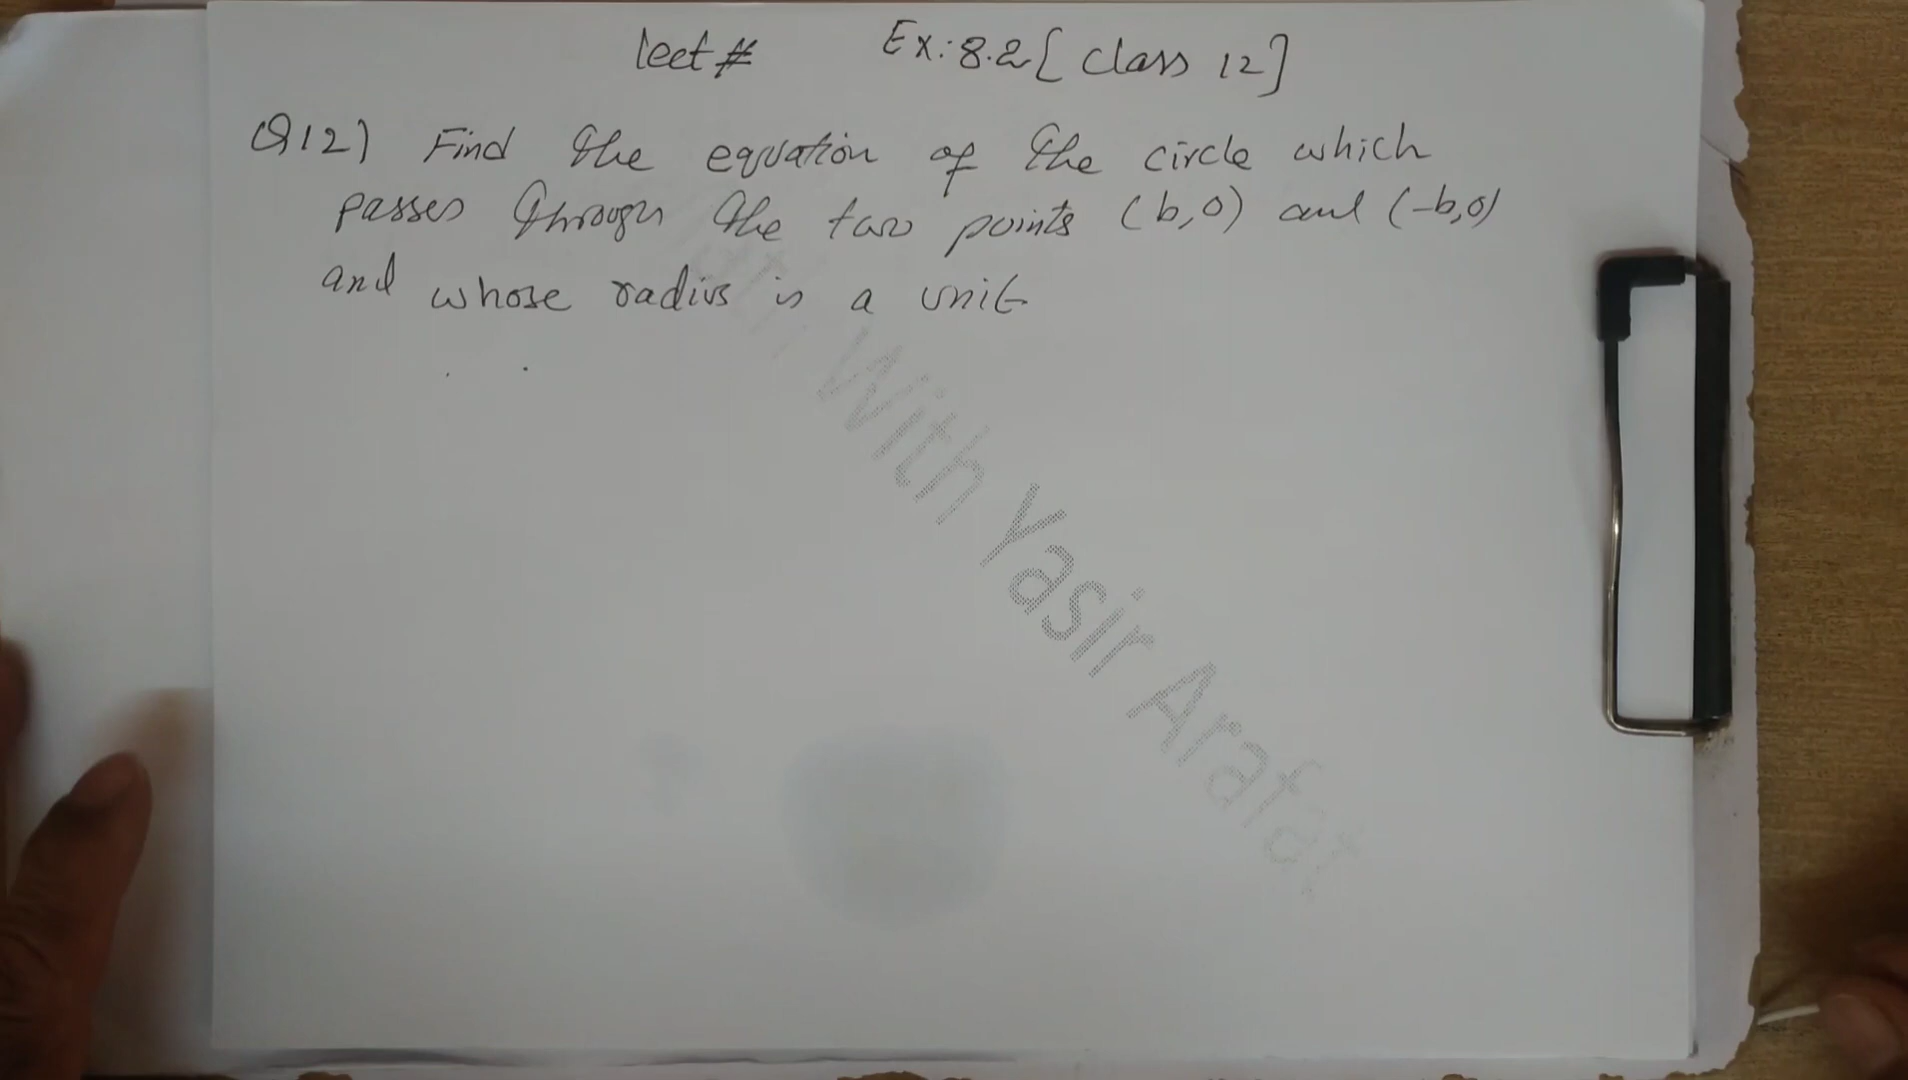 Lect # Ex: 8.2 [ class 12 ]
Q12) Find the equation of the circle which
passes through the two points (b,0) and (-b,0)
and whose radius is a unit
Math With Yasir Arafat